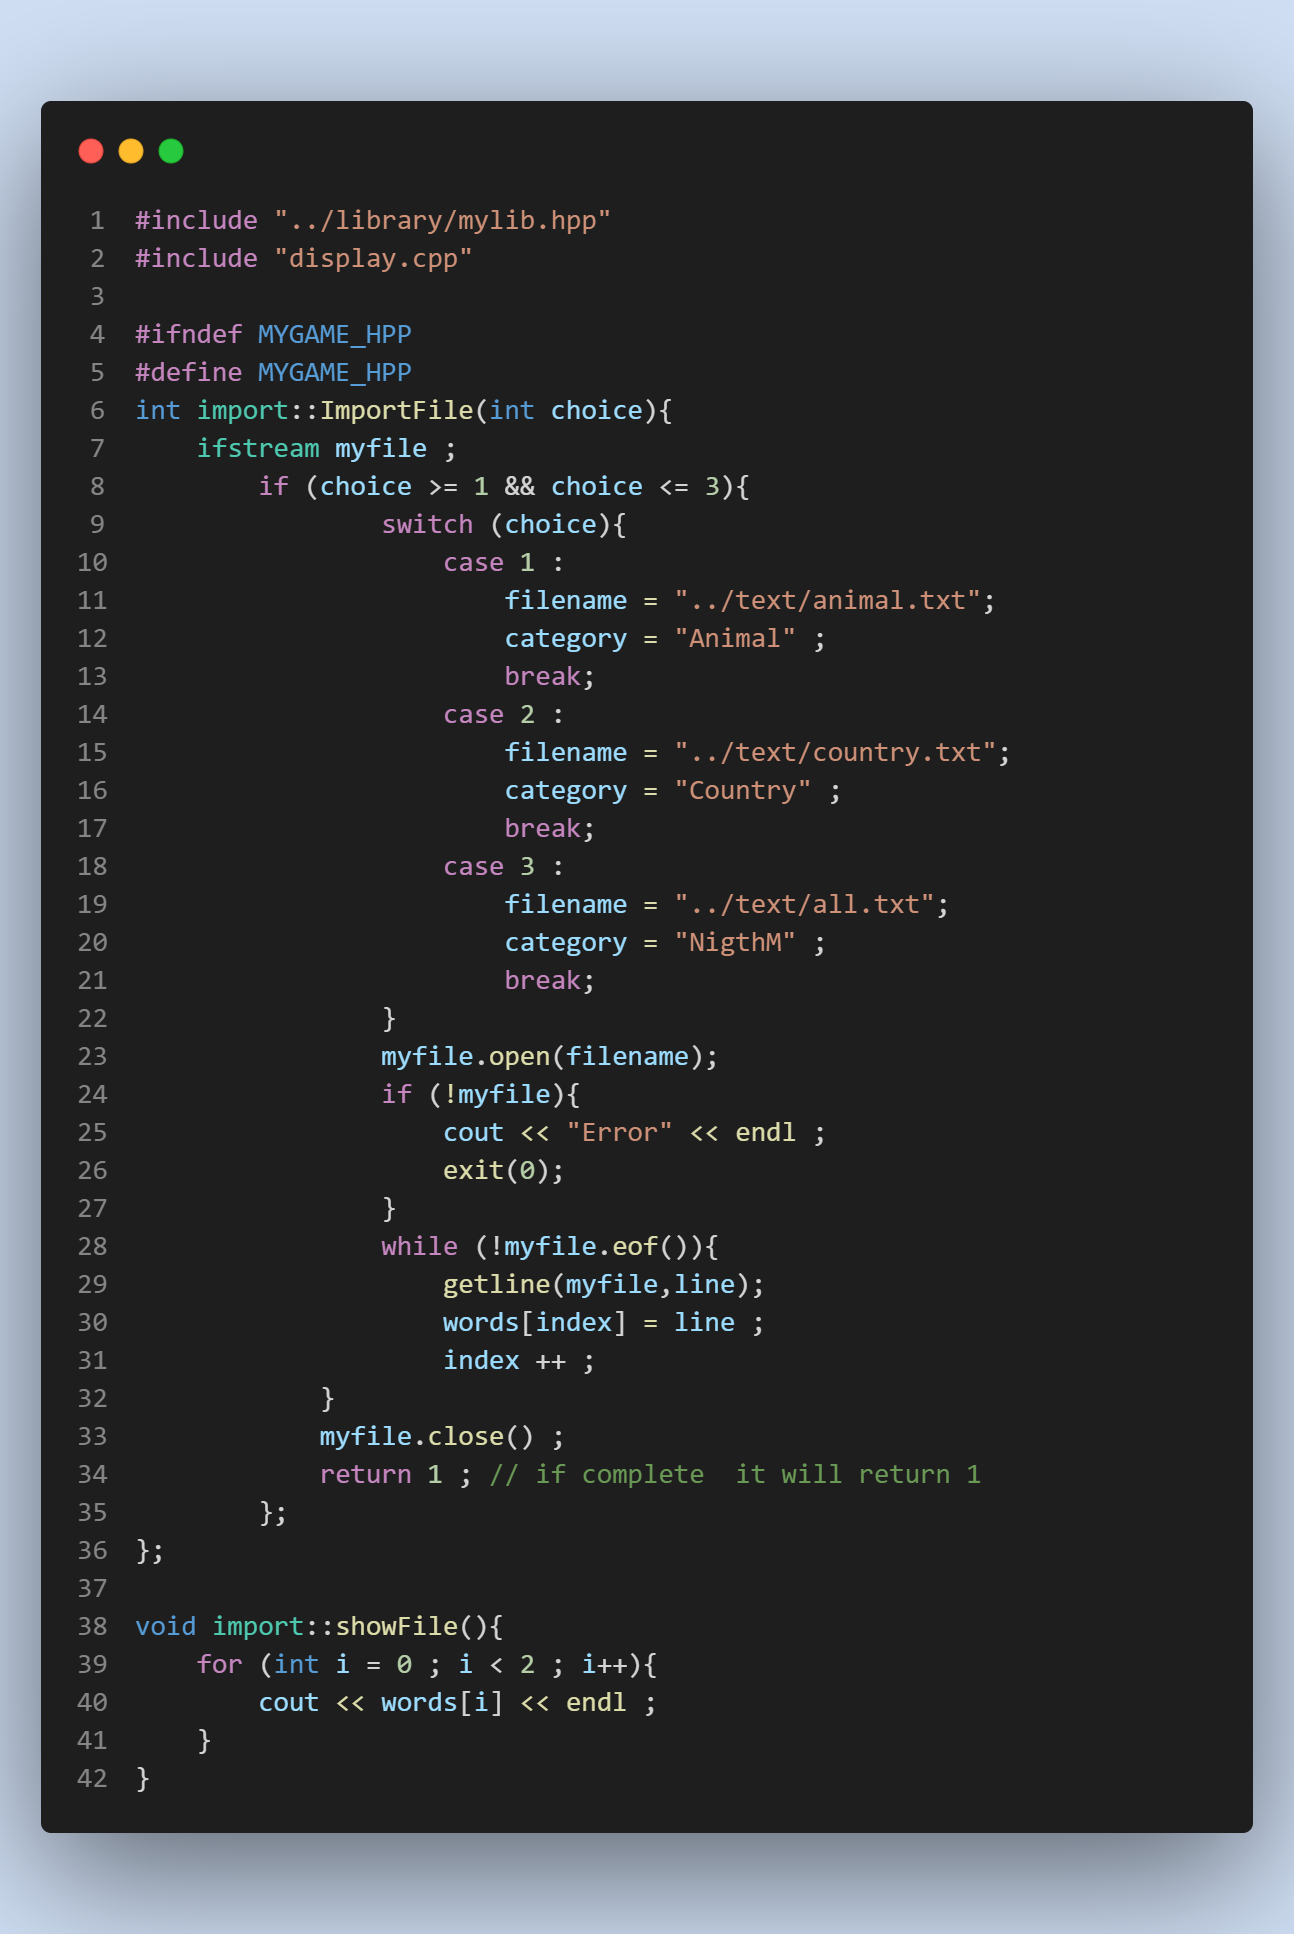 1 #include "../library/mylib.hpp"
2 #include "display.cpp"
3
4 #ifndef MYGAME_HPP
5 #define MYGAME_HPP
6 int import::ImportFile(int choice){
7     ifstream myfile ;
8         if (choice >= 1 && choice <= 3){
9                 switch (choice){
10                     case 1 :
11                         filename = "../text/animal.txt";
12                         category = "Animal" ;
13                         break;
14                     case 2 :
15                         filename = "../text/country.txt";
16                         category = "Country" ;
17                         break;
18                     case 3 :
19                         filename = "../text/all.txt";
20                         category = "NigthM" ;
21                         break;
22                 }
23                 myfile.open(filename);
24                 if (!myfile){
25                     cout << "Error" << endl ;
26                     exit(0);
27                 }
28                 while (!myfile.eof()){
29                     getline(myfile,line);
30                     words[index] = line ;
31                     index ++ ;
32             }
33             myfile.close() ;
34             return 1 ; // if complete  it will return 1
35         };
36 };
37
38 void import::showFile(){
39     for (int i = 0 ; i < 2 ; i++){
40         cout << words[i] << endl ;
41     }
42 }